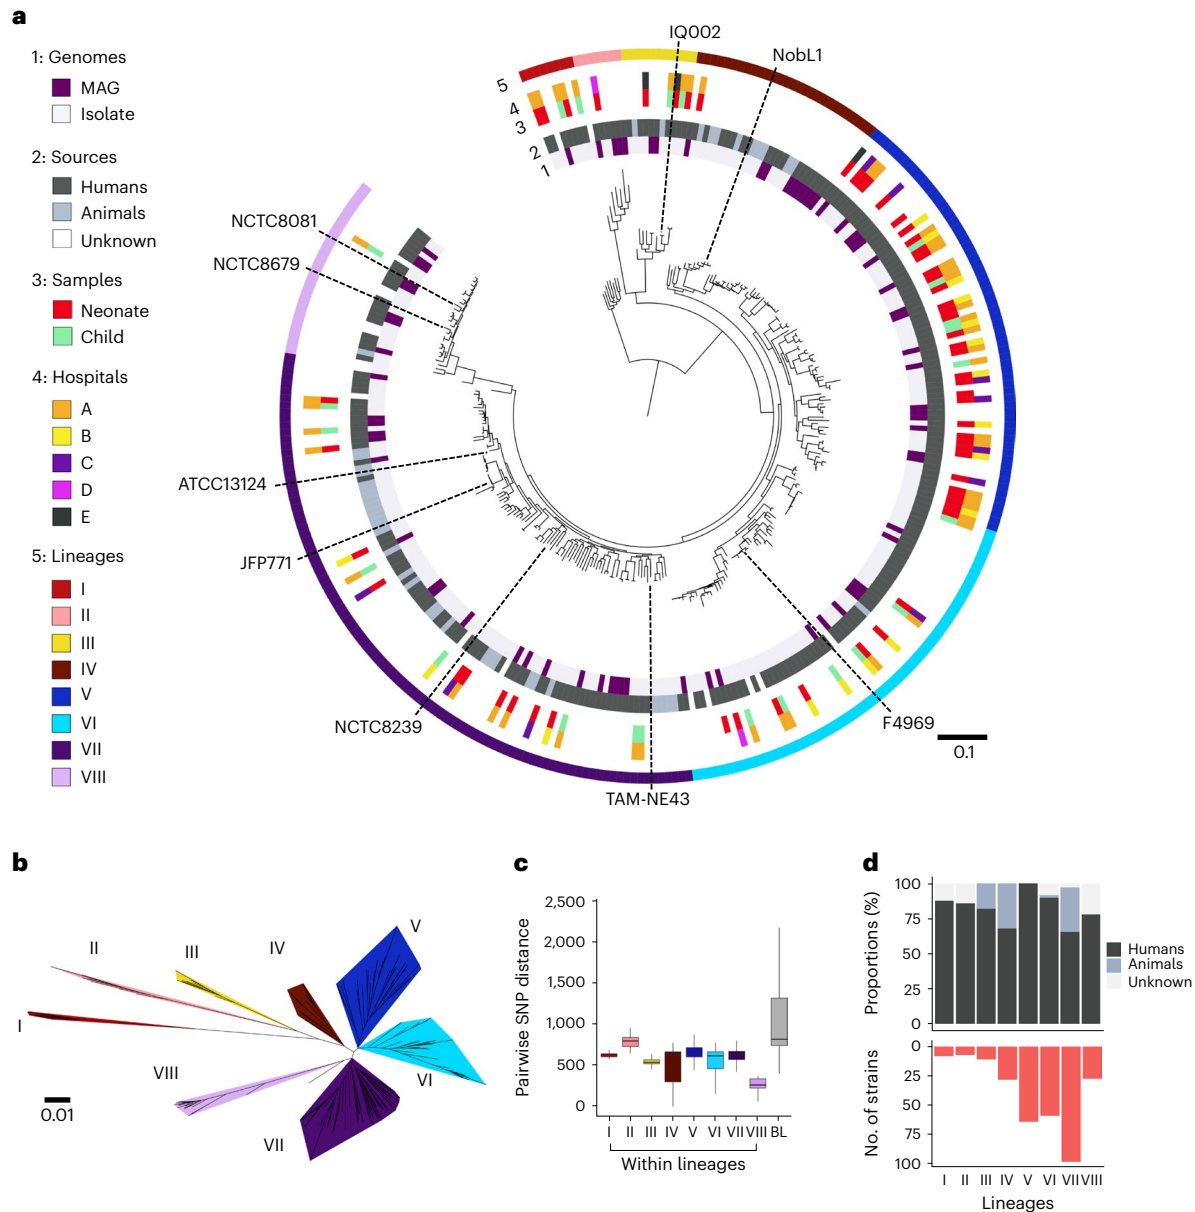 a
1: Genomes
MAG
Isolate
2: Sources
Humans
Animals
Unknown
3: Samples
Neonate
Child
4: Hospitals
A
B
C
D
E
5: Lineages
I
II
III
IV
V
VI
VII
VIII
5
4
3
2
1
IQ002
NobL1
NCTC8081
NCTC8679
ATCC13124
JFP771
NCTC8239
TAM-NE43
F4969
0.1
b
I
II
III
IV
V
VI
VII
VIII
0.01
c
Pairwise SNP distance
2,500
2,000
1,500
1,000
500
0
I II III IV V VI VII VIII BL
Within lineages
d
Proportions (%)
100
75
50
25
0
Humans
Animals
Unknown
No. of strains
0
25
50
75
100
I II III IV V VI VII VIII
Lineages